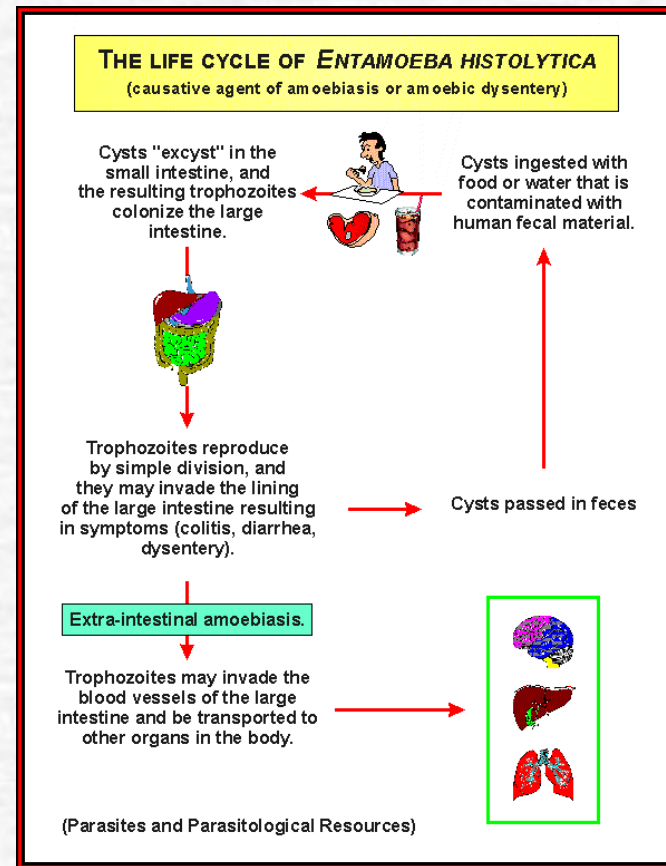 THE LIFE CYCLE OF ENTAMOEBA HISTOLYTICA
(causative agent of amoebiasis or amoebic dysentery)
Cysts "excyst" in the
small intestine, and
the resulting trophozoites
colonize the large
intestine.
Cysts ingested with
food or water that is
contaminated with
human fecal material.
Trophozoites reproduce
by simple division, and
they may invade the lining
of the large intestine resulting
in symptoms (colitis, diarrhea,
dysentery).
Cysts passed in feces
Extra-intestinal amoebiasis.
Trophozoites may invade the
blood vessels of the large
intestine and be transported to
other organs in the body.
(Parasites and Parasitological Resources)